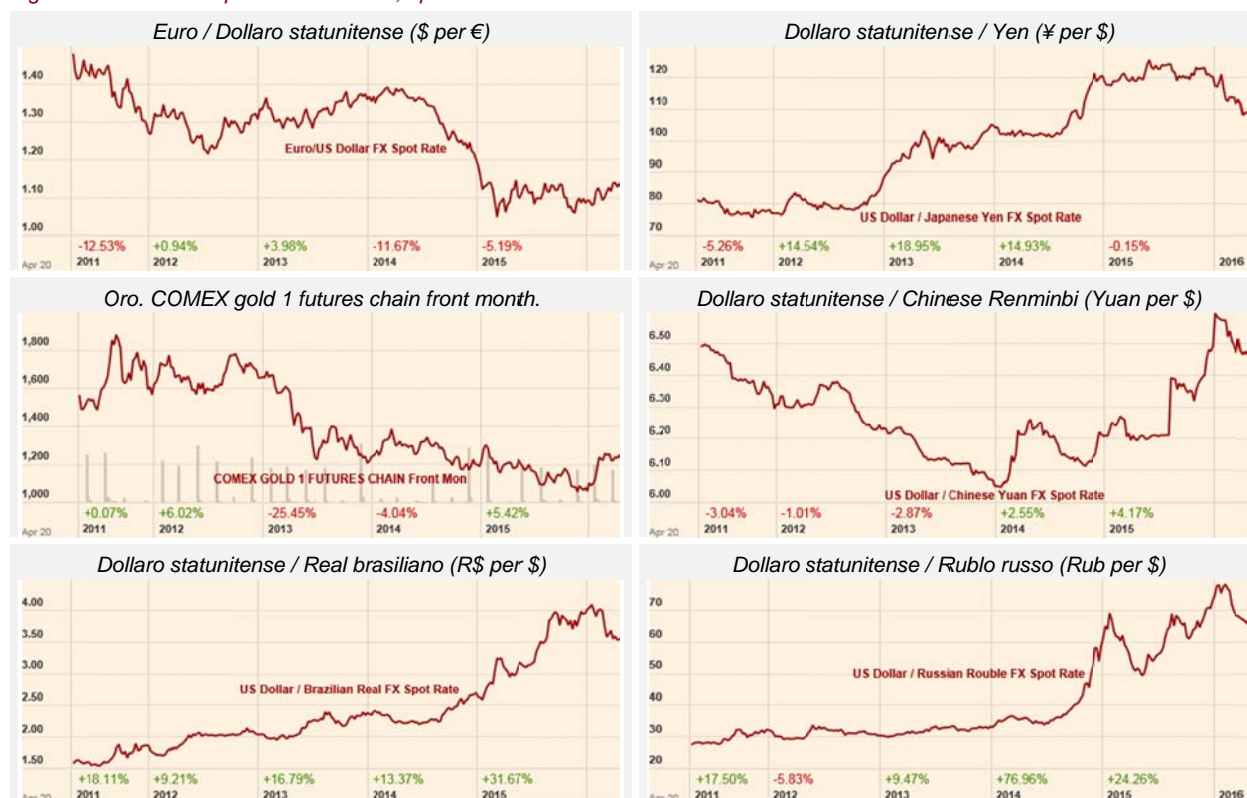 Euro / Dollaro statunitense ($ per €)
1.40
1.30
1.20
Euro/US Dollar FX Spot Rate
1.10
1.00
-12.53% +0.94% +3.98% -11.67% -5.19%
Apr 20 2011 2012 2013 2014 2015
Dollaro statunitense / Yen (¥ per $)
120
110
100
90
80
US Dollar / Japanese Yen FX Spot Rate
70
-5.26% +14.54% +18.95% +14.93% -0.15%
Apr 20 2011 2012 2013 2014 2015 2016
Oro. COMEX gold 1 futures chain front month.
1,800
1,600
1,400
1,200
COMEX GOLD 1 FUTURES CHAIN Front Mon
1,000
+0.07% +6.02% -25.45% -4.04% +5.42%
Apr 20 2011 2012 2013 2014 2015
Dollaro statunitense / Chinese Renminbi (Yuan per $)
6.50
6.40
6.30
6.20
6.10
6.00
US Dollar / Chinese Yuan FX Spot Rate
-3.04% -1.01% -2.87% +2.55% +4.17%
Apr 20 2011 2012 2013 2014 2015
Dollaro statunitense / Real brasiliano (R$ per $)
4.00
3.50
3.00
US Dollar / Brazilian Real FX Spot Rate
2.50
2.00
1.50
+18.11% +9.21% +16.79% +13.37% +31.67%
2011 2012 2013 2014 2015
Dollaro statunitense / Rublo russo (Rub per $)
70
60
50
US Dollar / Russian Rouble FX Spot Rate
40
30
20
+17.50% -5.83% +9.47% +76.96% +24.26%
2011 2012 2013 2014 2015 2016